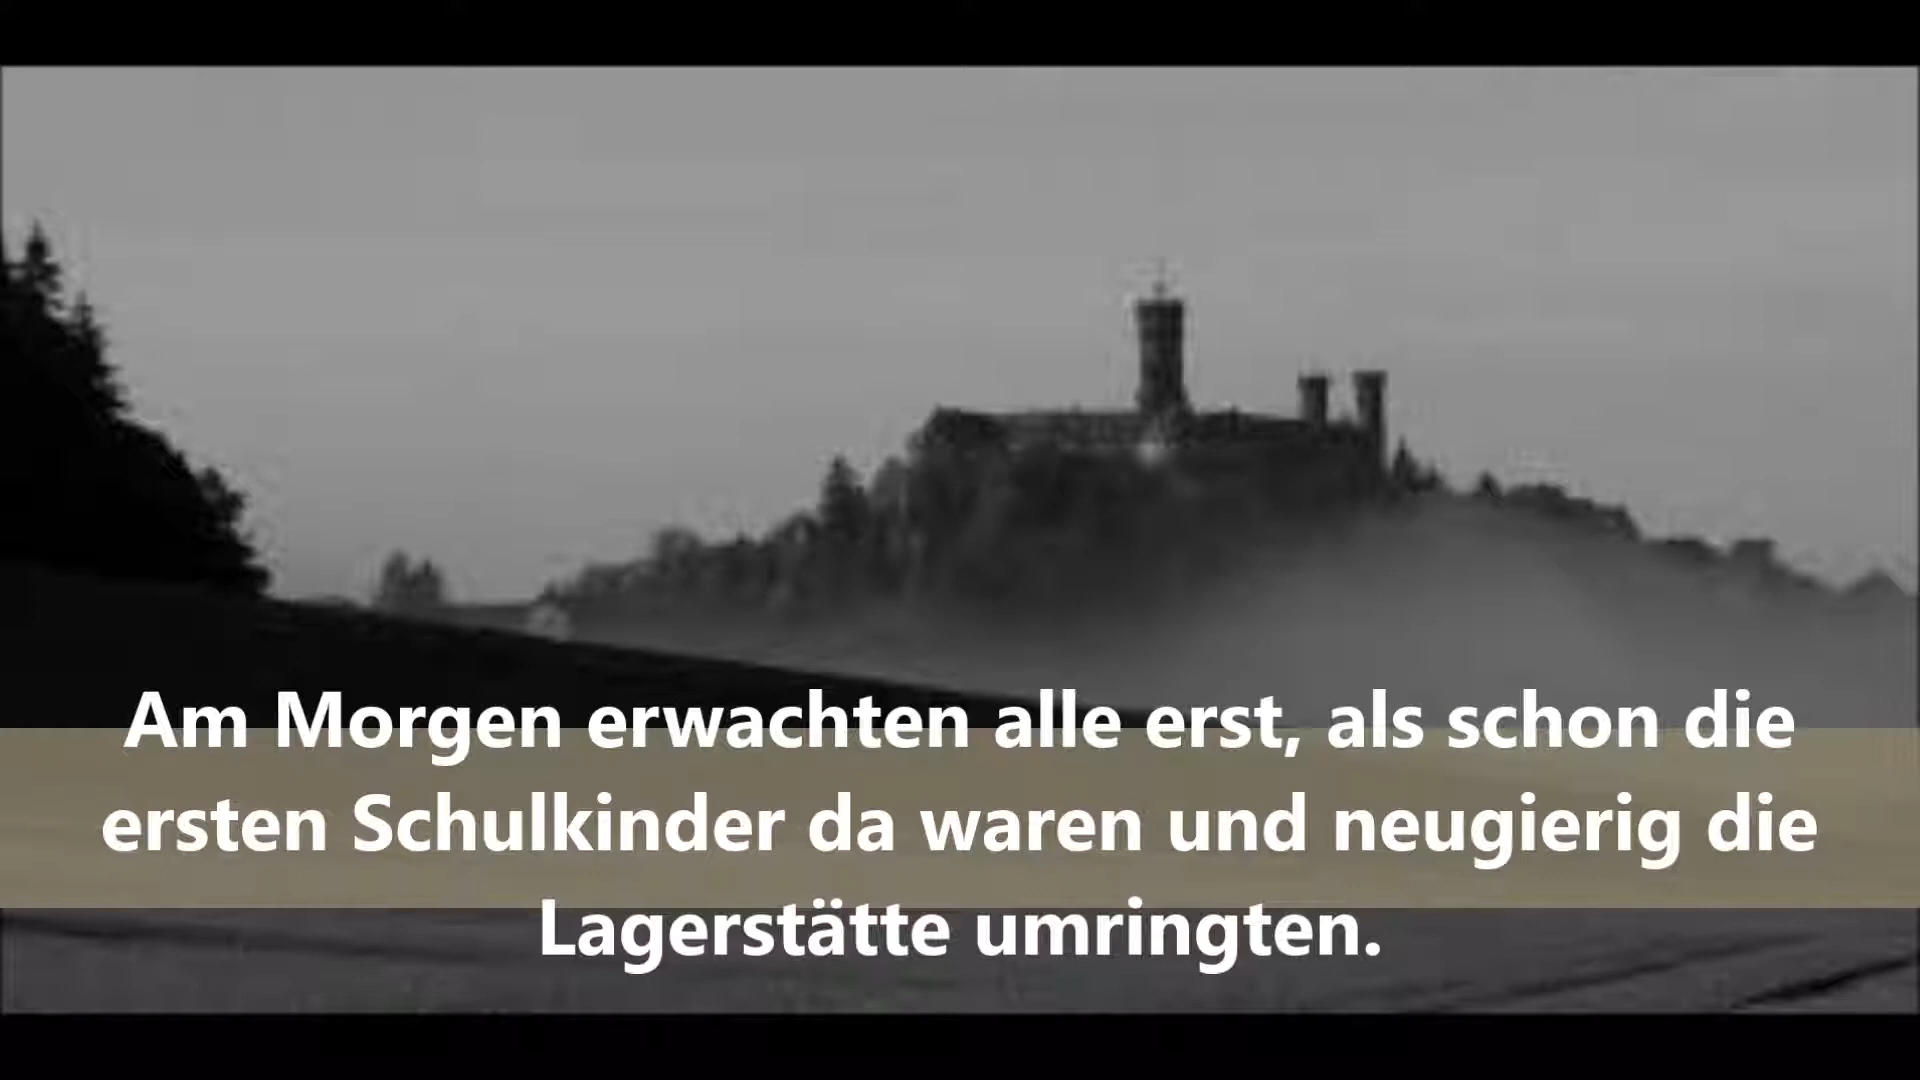 Am Morgen erwachten alle erst, als schon die
ersten Schulkinder da waren und neugierig die
Lagerstätte umringten.